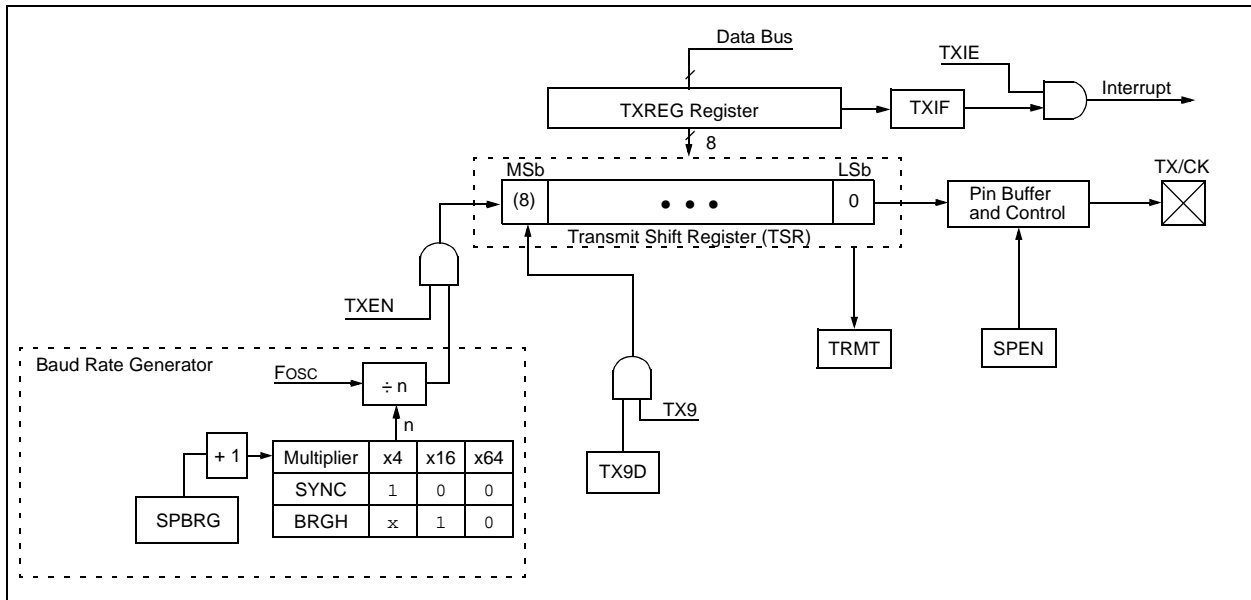 Data Bus
TXIE
Interrupt
TXREG Register
TXIF
8
MSb
LSb
TX/CK
(8)
• • •
0
Pin Buffer
and Control
Transmit Shift Register (TSR)
TXEN
TRMT
SPEN
Baud Rate Generator
FOSC
÷ n
TX9
n
+ 1
Multiplier x4 x16 x64
TX9D
SYNC 1 0 0
SPBRG
BRGH x 1 0